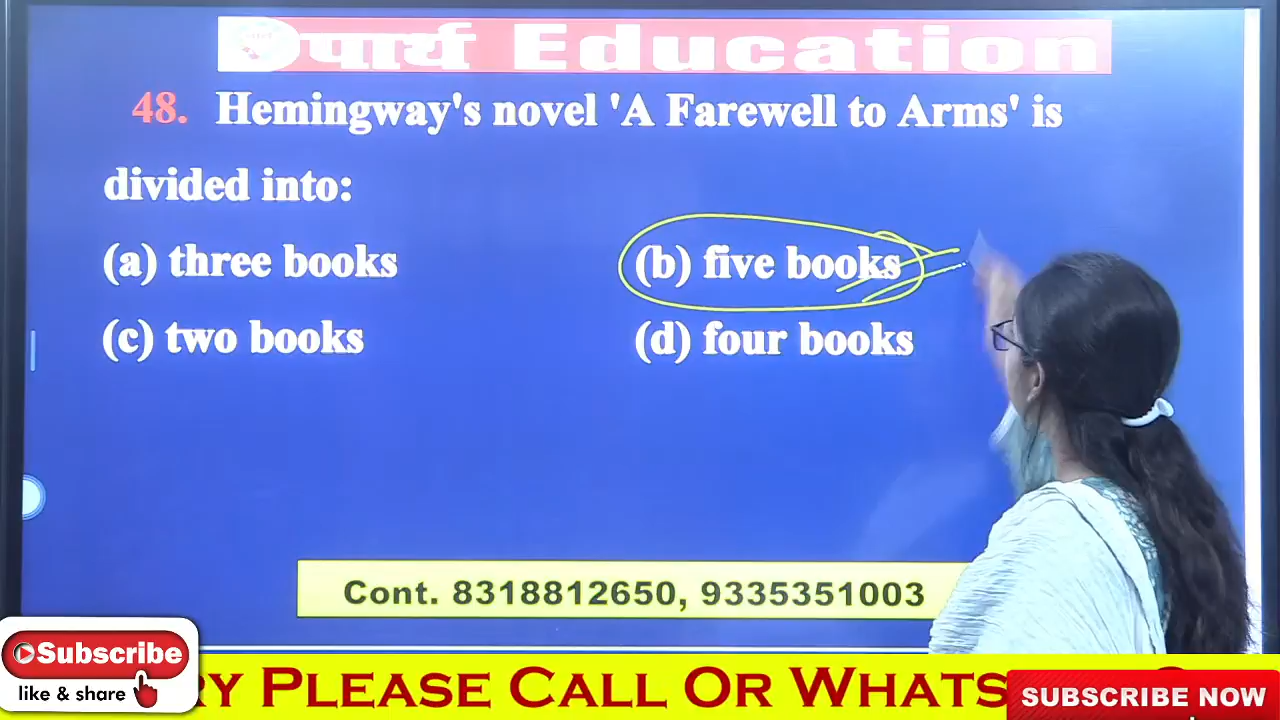 पार्थ Education
48. Hemingway's novel 'A Farewell to Arms' is
divided into:
(a) three books
(b) five books
(c) two books
(d) four books
Cont. 8318812650, 9335351003
Subscribe
like & share
RY PLEASE CALL OR WHATS
SUBSCRIBE NOW